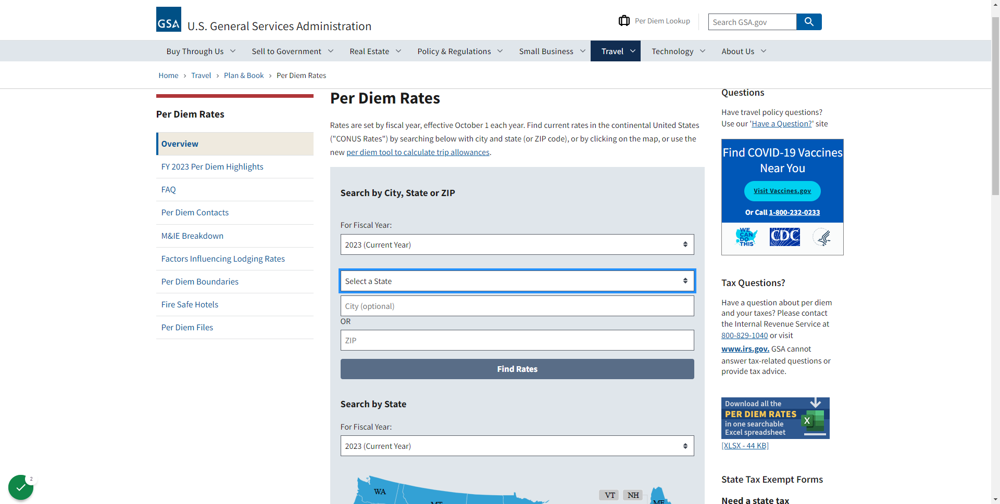 GSA
U.S. General Services Administration
Per Diem Lookup
Search GSA.gov
Buy Through Us
Sell to Government
Real Estate
Policy & Regulations
Small Business
Travel
Technology
About Us
Home › Travel › Plan & Book › Per Diem Rates
Per Diem Rates
Overview
FY 2023 Per Diem Highlights
FAQ
Per Diem Contacts
M&IE Breakdown
Factors Influencing Lodging Rates
Per Diem Boundaries
Fire Safe Hotels
Per Diem Files
Per Diem Rates
Rates are set by fiscal year, effective October 1 each year. Find current rates in the continental United States
("CONUS Rates") by searching below with city and state (or ZIP code), or by clicking on the map, or use the
new per diem tool to calculate trip allowances.
Search by City, State or ZIP
For Fiscal Year:
2023 (Current Year)
Select a State
City (optional)
OR
ZIP
Find Rates
Search by State
For Fiscal Year:
2023 (Current Year)
WA
MT
VT
NH
ME
Questions
Have travel policy questions?
Use our 'Have a Question?' site
Find COVID-19 Vaccines
Near You
Visit Vaccines.gov
Or Call 1-800-232-0233
WE
CAN
DO
THIS
CDC
Tax Questions?
Have a question about per diem
and your taxes? Please contact
the Internal Revenue Service at
800-829-1040 or visit
www.irs.gov. GSA cannot
answer tax-related questions or
provide tax advice.
Download all the
PER DIEM RATES
in one searchable
Excel spreadsheet
X
[XLSX - 44 KB]
State Tax Exempt Forms
Need a state tax
2